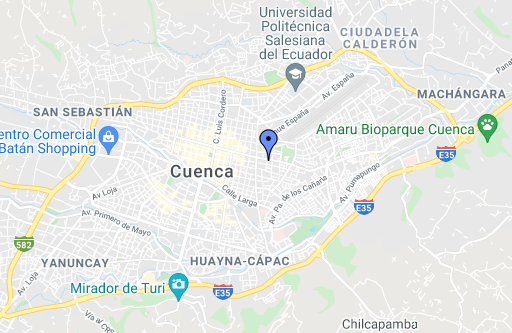 Universidad
Politécnica
Salesiana
del Ecuador
CIUDADELA
CALDERÓN
MACHÁNGARA
Pana
Av. España
C. Luis Cordero
de España
SAN SEBASTIÁN
entro Comercial
Batán Shopping
Amaru Bioparque Cuenca
E35
Cuenca
Av. Loja
Calle Larga
Av. Pa. de los Cañaris
Av. Pumapungo
E35
Av. Primero de Mayo
582
YANUNCAY
HUAYNA-CÁPAC
Av. Loja
Mirador de Turi
E35
Vía a
Chilcapamba